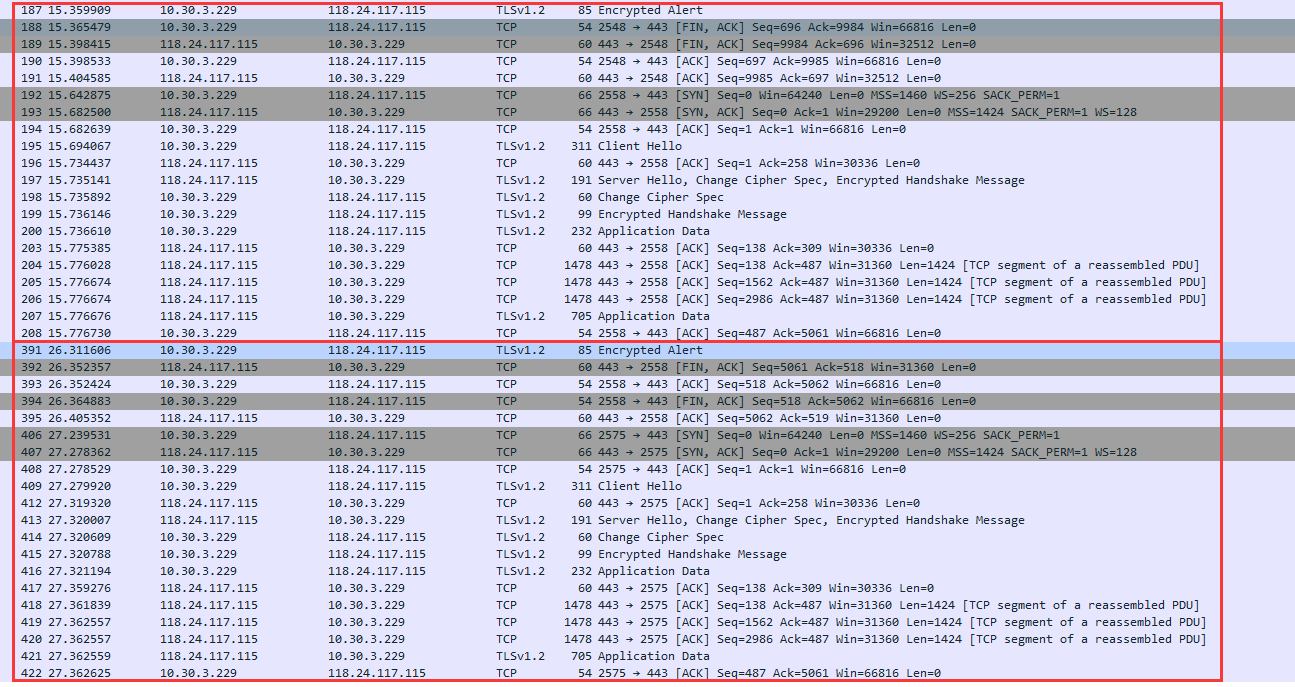 187 15.359909 10.30.3.229 118.24.117.115 TLSv1.2 85 Encrypted Alert
188 15.365479 10.30.3.229 118.24.117.115 TCP 54 2548 → 443 [FIN, ACK] Seq=696 Ack=9984 Win=66816 Len=0
189 15.398415 118.24.117.115 10.30.3.229 TCP 60 443 → 2548 [FIN, ACK] Seq=9984 Ack=696 Win=32512 Len=0
190 15.398533 10.30.3.229 118.24.117.115 TCP 54 2548 → 443 [ACK] Seq=697 Ack=9985 Win=66816 Len=0
191 15.404585 118.24.117.115 10.30.3.229 TCP 60 443 → 2548 [ACK] Seq=9985 Ack=697 Win=32512 Len=0
192 15.642875 10.30.3.229 118.24.117.115 TCP 66 2558 → 443 [SYN] Seq=0 Win=64240 Len=0 MSS=1460 WS=256 SACK_PERM=1
193 15.682500 118.24.117.115 10.30.3.229 TCP 66 443 → 2558 [SYN, ACK] Seq=0 Ack=1 Win=29200 Len=0 MSS=1424 SACK_PERM=1 WS=128
194 15.682639 10.30.3.229 118.24.117.115 TCP 54 2558 → 443 [ACK] Seq=1 Ack=1 Win=66816 Len=0
195 15.694067 10.30.3.229 118.24.117.115 TLSv1.2 311 Client Hello
196 15.734437 118.24.117.115 10.30.3.229 TCP 60 443 → 2558 [ACK] Seq=1 Ack=258 Win=30336 Len=0
197 15.735141 118.24.117.115 10.30.3.229 TLSv1.2 191 Server Hello, Change Cipher Spec, Encrypted Handshake Message
198 15.735892 10.30.3.229 118.24.117.115 TLSv1.2 60 Change Cipher Spec
199 15.736146 10.30.3.229 118.24.117.115 TLSv1.2 99 Encrypted Handshake Message
200 15.736610 10.30.3.229 118.24.117.115 TLSv1.2 232 Application Data
203 15.775385 118.24.117.115 10.30.3.229 TCP 60 443 → 2558 [ACK] Seq=138 Ack=309 Win=30336 Len=0
204 15.776028 118.24.117.115 10.30.3.229 TCP 1478 443 → 2558 [ACK] Seq=138 Ack=487 Win=31360 Len=1424 [TCP segment of a reassembled PDU]
205 15.776674 118.24.117.115 10.30.3.229 TCP 1478 443 → 2558 [ACK] Seq=1562 Ack=487 Win=31360 Len=1424 [TCP segment of a reassembled PDU]
206 15.776674 118.24.117.115 10.30.3.229 TCP 1478 443 → 2558 [ACK] Seq=2986 Ack=487 Win=31360 Len=1424 [TCP segment of a reassembled PDU]
207 15.776676 118.24.117.115 10.30.3.229 TLSv1.2 705 Application Data
208 15.776730 10.30.3.229 118.24.117.115 TCP 54 2558 → 443 [ACK] Seq=487 Ack=5061 Win=66816 Len=0
391 26.311606 10.30.3.229 118.24.117.115 TLSv1.2 85 Encrypted Alert
392 26.352357 118.24.117.115 10.30.3.229 TCP 60 443 → 2558 [FIN, ACK] Seq=5061 Ack=518 Win=31360 Len=0
393 26.352424 10.30.3.229 118.24.117.115 TCP 54 2558 → 443 [ACK] Seq=518 Ack=5062 Win=66816 Len=0
394 26.364883 10.30.3.229 118.24.117.115 TCP 54 2558 → 443 [FIN, ACK] Seq=518 Ack=5062 Win=66816 Len=0
395 26.405352 118.24.117.115 10.30.3.229 TCP 60 443 → 2558 [ACK] Seq=5062 Ack=519 Win=31360 Len=0
406 27.239531 10.30.3.229 118.24.117.115 TCP 66 2575 → 443 [SYN] Seq=0 Win=64240 Len=0 MSS=1460 WS=256 SACK_PERM=1
407 27.278362 118.24.117.115 10.30.3.229 TCP 66 443 → 2575 [SYN, ACK] Seq=0 Ack=1 Win=29200 Len=0 MSS=1424 SACK_PERM=1 WS=128
408 27.278529 10.30.3.229 118.24.117.115 TCP 54 2575 → 443 [ACK] Seq=1 Ack=1 Win=66816 Len=0
409 27.279920 10.30.3.229 118.24.117.115 TLSv1.2 311 Client Hello
412 27.319320 118.24.117.115 10.30.3.229 TCP 60 443 → 2575 [ACK] Seq=1 Ack=258 Win=30336 Len=0
413 27.320007 118.24.117.115 10.30.3.229 TLSv1.2 191 Server Hello, Change Cipher Spec, Encrypted Handshake Message
414 27.320609 10.30.3.229 118.24.117.115 TLSv1.2 60 Change Cipher Spec
415 27.320788 10.30.3.229 118.24.117.115 TLSv1.2 99 Encrypted Handshake Message
416 27.321194 10.30.3.229 118.24.117.115 TLSv1.2 232 Application Data
417 27.359276 118.24.117.115 10.30.3.229 TCP 60 443 → 2575 [ACK] Seq=138 Ack=309 Win=30336 Len=0
418 27.361839 118.24.117.115 10.30.3.229 TCP 1478 443 → 2575 [ACK] Seq=138 Ack=487 Win=31360 Len=1424 [TCP segment of a reassembled PDU]
419 27.362557 118.24.117.115 10.30.3.229 TCP 1478 443 → 2575 [ACK] Seq=1562 Ack=487 Win=31360 Len=1424 [TCP segment of a reassembled PDU]
420 27.362557 118.24.117.115 10.30.3.229 TCP 1478 443 → 2575 [ACK] Seq=2986 Ack=487 Win=31360 Len=1424 [TCP segment of a reassembled PDU]
421 27.362559 118.24.117.115 10.30.3.229 TLSv1.2 705 Application Data
422 27.362625 10.30.3.229 118.24.117.115 TCP 54 2575 → 443 [ACK] Seq=487 Ack=5061 Win=66816 Len=0